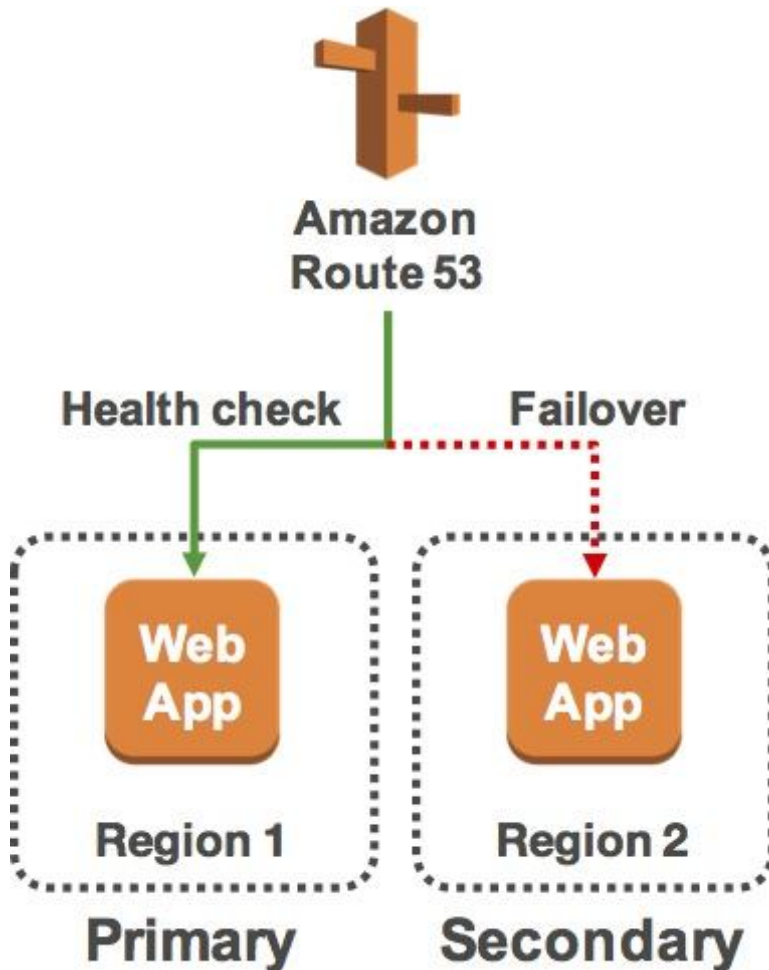 Amazon
Route 53
Health check
Failover
Web
App
Web
App
Region 1
Region 2
Primary
Secondary